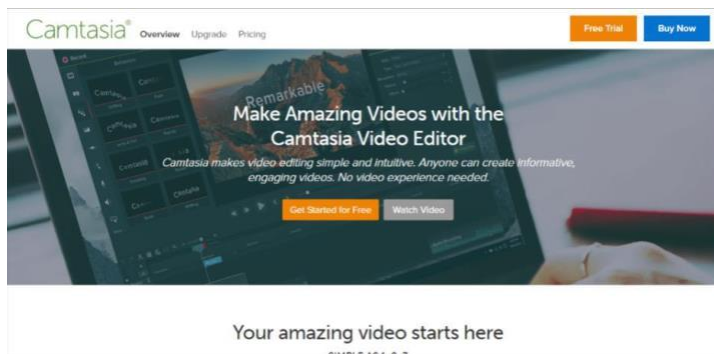 Camtasia® Overview Upgrade Pricing Free Trial Buy Now
Remarkable
Make Amazing Videos with the
Camtasia Video Editor
Camtasia makes video editing simple and intuitive. Anyone can create informative,
engaging videos. No video experience needed.
Get Started for Free Watch Video
Your amazing video starts here